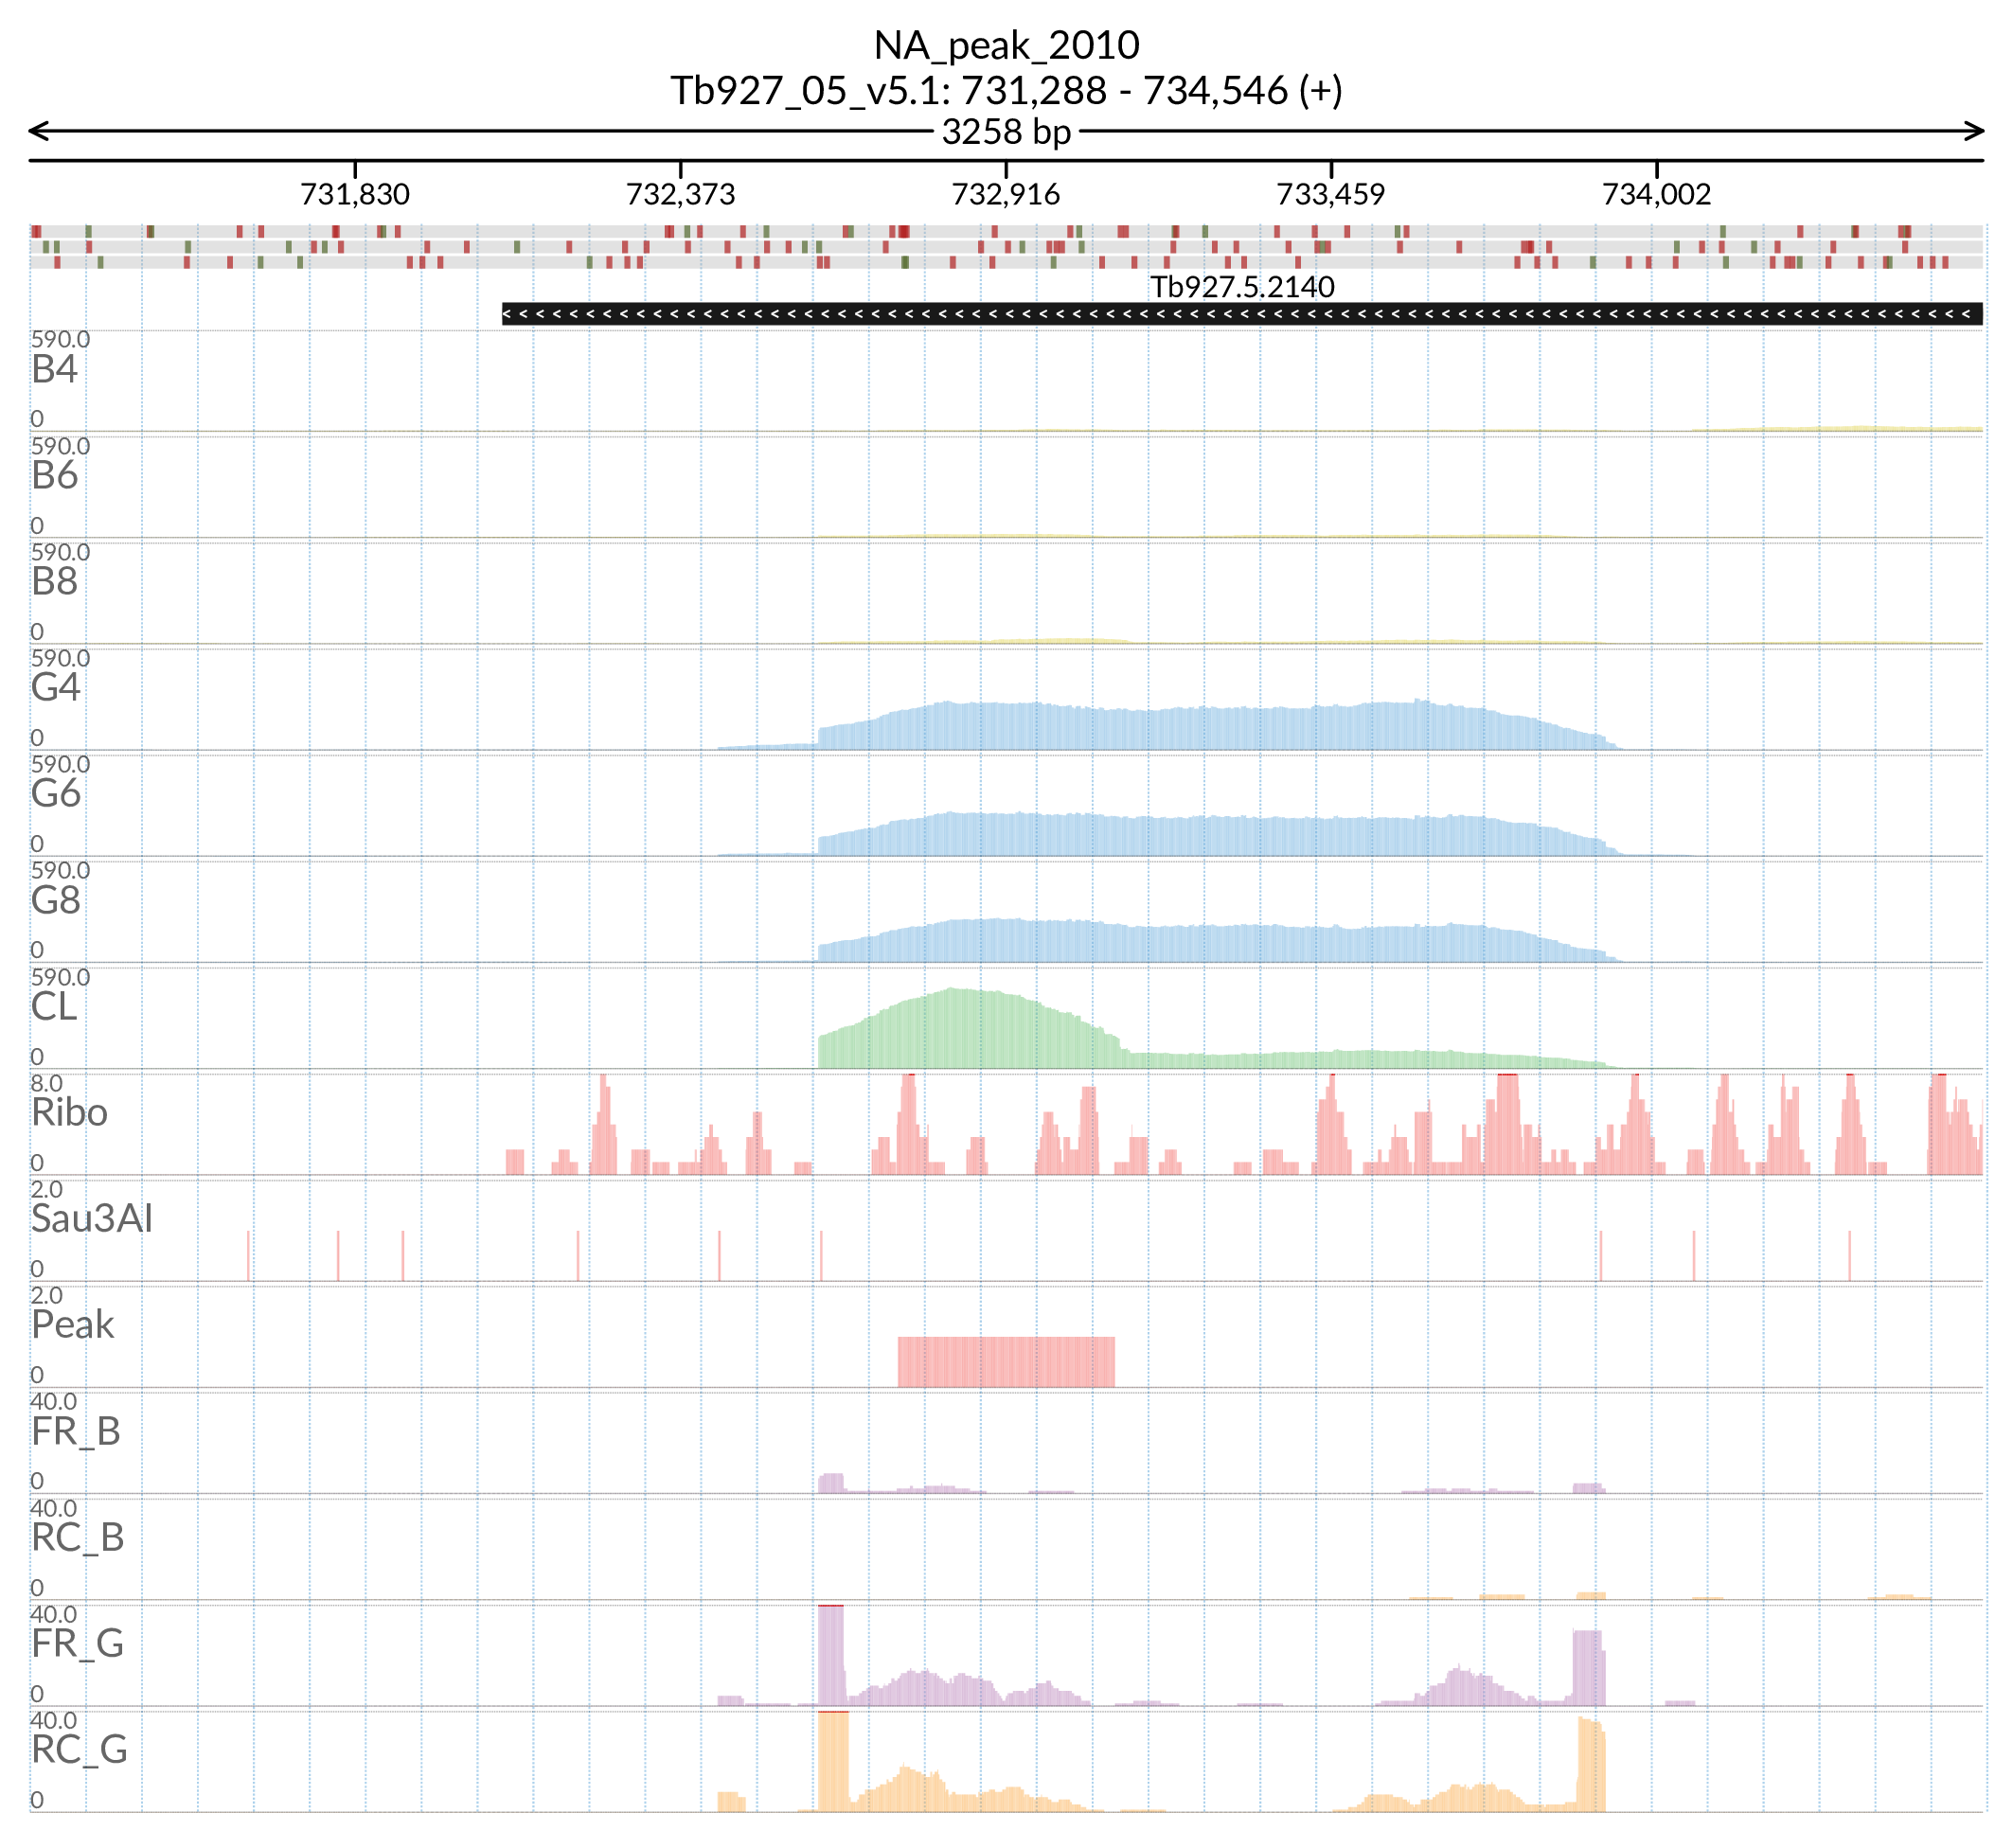 NA_peak_2010
Tb927_05_v5.1: 731,288 - 734,546 (+)
3258 bp
731,830 732,373 732,916 733,459 734,002
Tb927.5.2140
590.0
B4
0
590.0
B6
0
590.0
B8
0
590.0
G4
0
590.0
G6
0
590.0
G8
0
590.0
CL
0
8.0
Ribo
0
2.0
Sau3AI
0
2.0
Peak
0
40.0
FR_B
0
40.0
RC_B
0
40.0
FR_G
0
40.0
RC_G
0